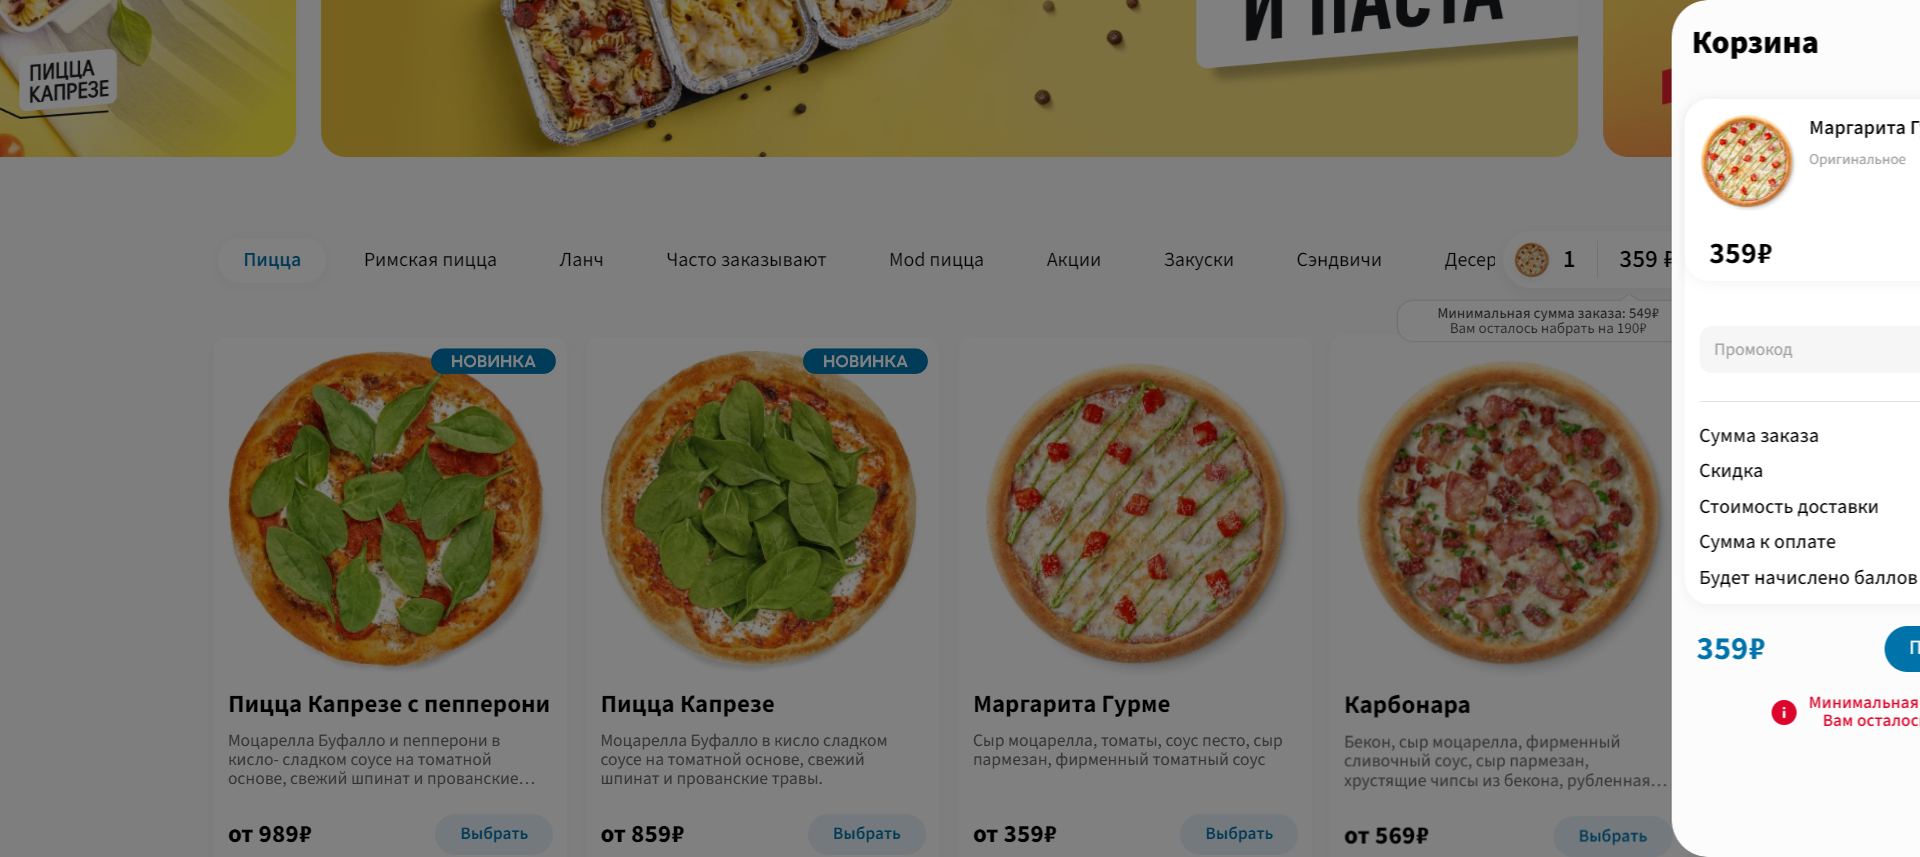 И ПАСТА
ПИЦЦА
КАПРЕЗЕ
Корзина
Маргарита Г
Оригинальное
359₽
Пицца
Римская пицца
Ланч
Часто заказывают
Mod пицца
Акции
Закуски
Сэндвичи
Десер
1
359 ₽
Минимальная сумма заказа: 549₽
Вам осталось набрать на 190₽
Промокод
Сумма заказа
Скидка
Стоимость доставки
Сумма к оплате
Будет начислено баллов
359₽
П
Минимальная
Вам осталось
НОВИНКА
Пицца Капрезе с пепперони
Моцарелла Буфалло и пепперони в
кисло- сладком соусе на томатной
основе, свежий шпинат и прованские...
от 989₽
Выбрать
НОВИНКА
Пицца Капрезе
Моцарелла Буфалло в кисло сладком
соусе на томатной основе, свежий
шпинат и прованские травы.
от 859₽
Выбрать
Маргарита Гурме
Сыр моцарелла, томаты, соус песто, сыр
пармезан, фирменный томатный соус
от 359₽
Выбрать
Карбонара
Бекон, сыр моцарелла, фирменный
сливочный соус, сыр пармезан,
хрустящие чипсы из бекона, рубленная...
от 569₽
Выбрать